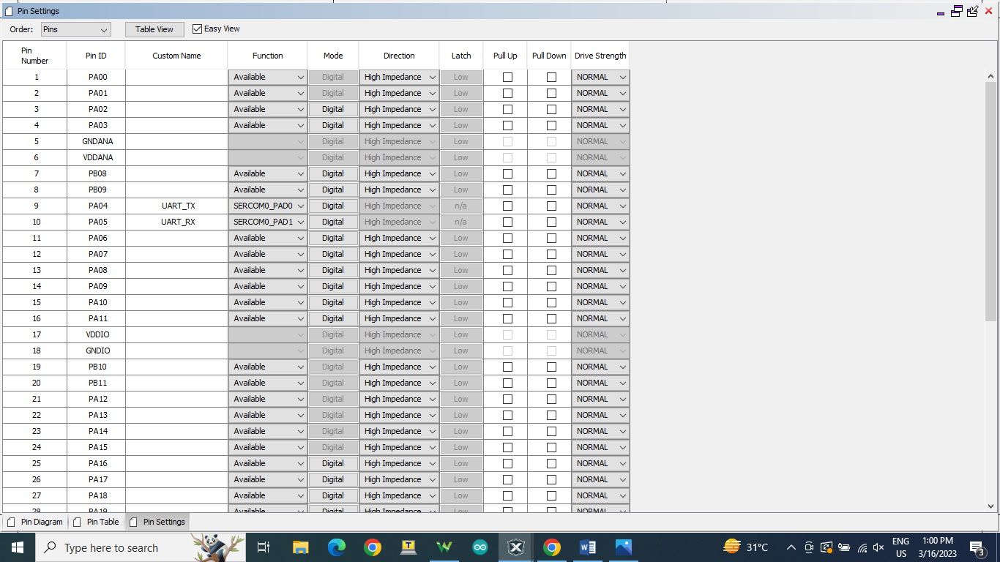 Pin Settings
Order: Pins Table View Easy View
Pin Number Pin ID Custom Name Function Mode Direction Latch Pull Up Pull Down Drive Strength
1 PA00 Available Digital High Impedance Low NORMAL
2 PA01 Available Digital High Impedance Low NORMAL
3 PA02 Available Digital High Impedance Low NORMAL
4 PA03 Available Digital High Impedance Low NORMAL
5 GNDANA Digital High Impedance Low NORMAL
6 VDDANA Digital High Impedance Low NORMAL
7 PB08 Available Digital High Impedance Low NORMAL
8 PB09 Available Digital High Impedance Low NORMAL
9 PA04 UART_TX SERCOM0_PAD0 Digital High Impedance n/a NORMAL
10 PA05 UART_RX SERCOM0_PAD1 Digital High Impedance n/a NORMAL
11 PA06 Available Digital High Impedance Low NORMAL
12 PA07 Available Digital High Impedance Low NORMAL
13 PA08 Available Digital High Impedance Low NORMAL
14 PA09 Available Digital High Impedance Low NORMAL
15 PA10 Available Digital High Impedance Low NORMAL
16 PA11 Available Digital High Impedance Low NORMAL
17 VDDIO Digital High Impedance Low NORMAL
18 GNDIO Digital High Impedance Low NORMAL
19 PB10 Available Digital High Impedance Low NORMAL
20 PB11 Available Digital High Impedance Low NORMAL
21 PA12 Available Digital High Impedance Low NORMAL
22 PA13 Available Digital High Impedance Low NORMAL
23 PA14 Available Digital High Impedance Low NORMAL
24 PA15 Available Digital High Impedance Low NORMAL
25 PA16 Available Digital High Impedance Low NORMAL
26 PA17 Available Digital High Impedance Low NORMAL
27 PA18 Available Digital High Impedance Low NORMAL
28 PA19 Available Digital High Impedance Low NORMAL
Pin Diagram Pin Table Pin Settings
Type here to search 31°C ENG US 1:00 PM 3/16/2023 3